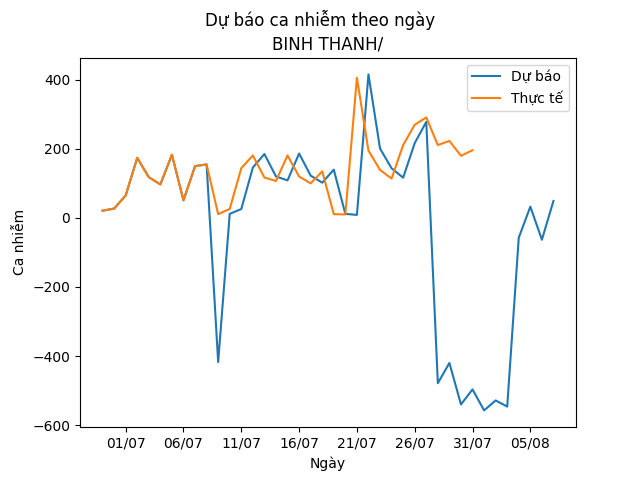 Dự báo ca nhiễm theo ngày
BINH THANH/
Dự báo
Thực tế
Ca nhiễm
400
200
0
−200
−400
−600
01/07 06/07 11/07 16/07 21/07 26/07 31/07 05/08
Ngày